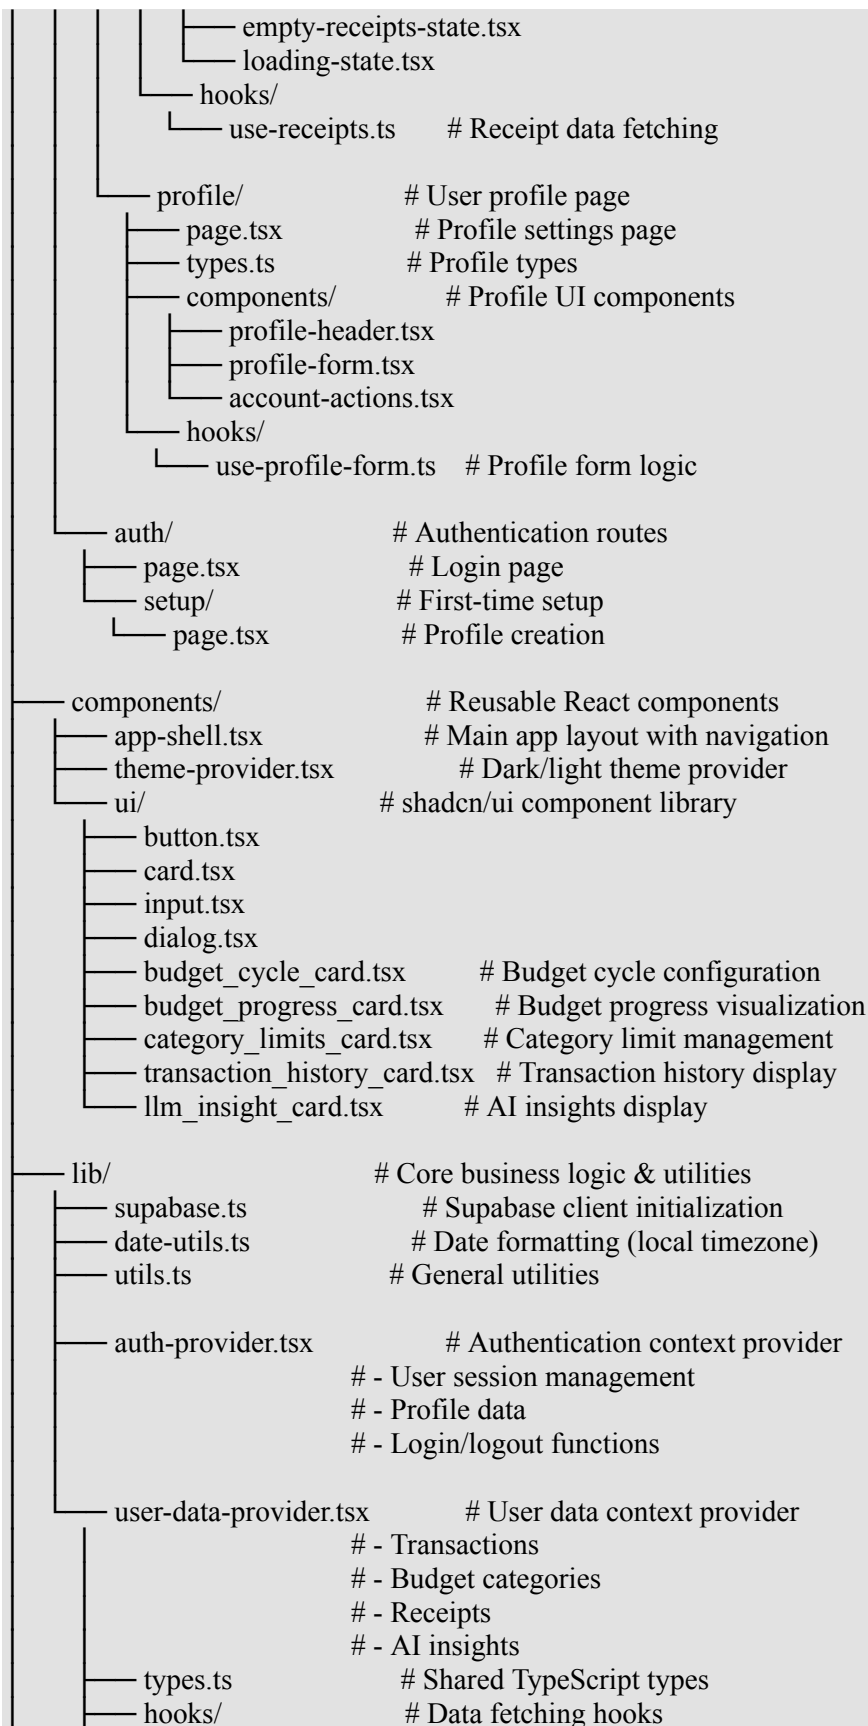 │ │ │ │ ├── empty-receipts-state.tsx
│ │ │ │ └── loading-state.tsx
│ │ │ └── hooks/
│ │ │ └── use-receipts.ts # Receipt data fetching
│ │ └── profile/ # User profile page
│ │ ├── page.tsx # Profile settings page
│ │ ├── types.ts # Profile types
│ │ ├── components/ # Profile UI components
│ │ │ ├── profile-header.tsx
│ │ │ ├── profile-form.tsx
│ │ │ └── account-actions.tsx
│ │ └── hooks/
│ │ └── use-profile-form.ts # Profile form logic
│ └── auth/ # Authentication routes
│ ├── page.tsx # Login page
│ └── setup/ # First-time setup
│ └── page.tsx # Profile creation
├── components/ # Reusable React components
│ ├── app-shell.tsx # Main app layout with navigation
│ ├── theme-provider.tsx # Dark/light theme provider
│ └── ui/ # shadcn/ui component library
│ ├── button.tsx
│ ├── card.tsx
│ ├── input.tsx
│ ├── dialog.tsx
│ ├── budget_cycle_card.tsx # Budget cycle configuration
│ ├── budget_progress_card.tsx # Budget progress visualization
│ ├── category_limits_card.tsx # Category limit management
│ ├── transaction_history_card.tsx # Transaction history display
│ └── llm_insight_card.tsx # AI insights display
├── lib/ # Core business logic & utilities
│ ├── supabase.ts # Supabase client initialization
│ ├── date-utils.ts # Date formatting (local timezone)
│ ├── utils.ts # General utilities
│ ├── auth-provider.tsx # Authentication context provider
│ │ # - User session management
│ │ # - Profile data
│ │ # - Login/logout functions
│ └── user-data-provider.tsx # User data context provider
│ │ # - Transactions
│ │ # - Budget categories
│ │ # - Receipts
│ │ # - AI insights
│ ├── types.ts # Shared TypeScript types
│ ├── hooks/ # Data fetching hooks